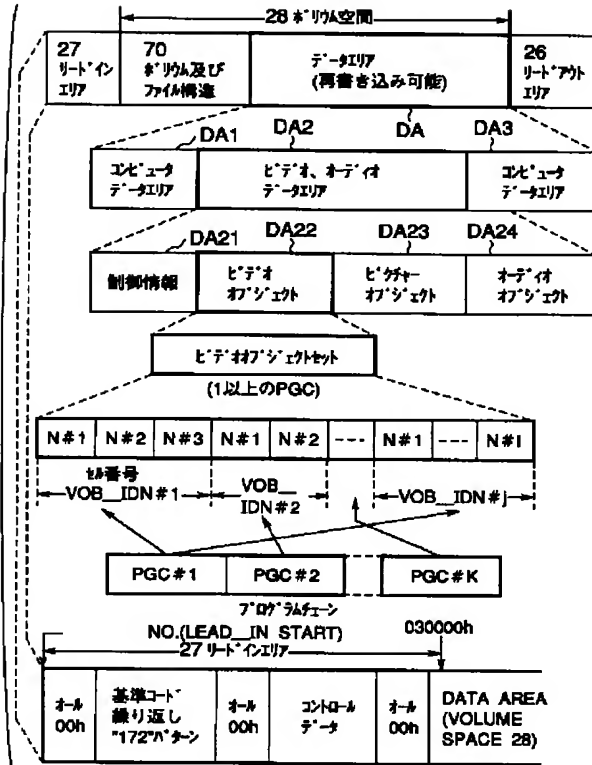 28 ボリウム空間
27
リードイン
エリア
70
ボリウム及び
ファイル構造
データエリア
(再書き込み可能)
26
リードアウト
エリア
DA1
DA2
DA
DA3
コンピュータ
データエリア
ビデオ、オーディオ
データエリア
コンピュータ
データエリア
DA21
DA22
DA23
DA24
制御情報
ビデオ
オブジェクト
ピクチャー
オブジェクト
オーディオ
オブジェクト
ビデオオブジェクトセット
(1以上のPGC)
N#1 N#2 N#3 N#1 N#2 --- N#1 --- N#I
セル番号
VOB__IDN#1
VOB__
IDN#2
VOB__IDN#j
PGC#1 PGC#2 PGC#K
プログラムチェーン
NO.(LEAD__IN START)
030000h
27 リードインエリア
オール
00h
基準コード
繰り返し
"172"パターン
オール
00h
コントロール
データ
オール
00h
DATA AREA
(VOLUME
SPACE 28)